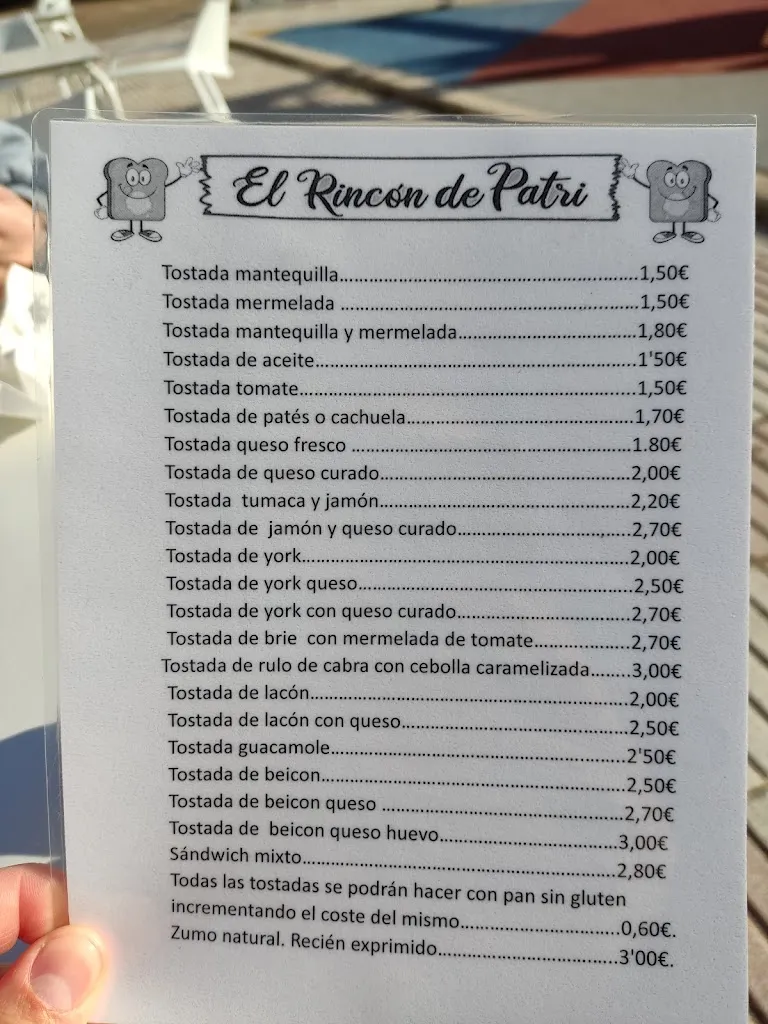 El Rincón de Patri
Tostada mantequilla..........................................................1,50€
Tostada mermelada ..........................................................1,50€
Tostada mantequilla y mermelada...................................1,80€
Tostada de aceite..............................................................1'50€
Tostada tomate.................................................................1,50€
Tostada de patés o cachuela............................................1,70€
Tostada queso fresco .......................................................1.80€
Tostada de queso curado.................................................2,00€
Tostada  tumaca y jamón.................................................2,20€
Tostada de  jamón y queso curado..................................2,70€
Tostada de york................................................................2,00€
Tostada de york queso.....................................................2,50€
Tostada de york con queso curado..................................2,70€
Tostada de brie  con mermelada de tomate..................2,70€
Tostada de rulo de cabra con cebolla caramelizada.......3,00€
Tostada de lacón..............................................................2,00€
Tostada de lacón con queso............................................2,50€
Tostada guacamole..........................................................2'50€
Tostada de beicon............................................................2,50€
Tostada de beicon queso ...............................................2,70€
Tostada de  beicon queso huevo...................................3,00€
Sándwich mixto..............................................................2,80€
Todas las tostadas se podrán hacer con pan sin gluten
incrementando el coste del mismo...............................0,60€.
Zumo natural. Recién exprimido...................................3'00€.